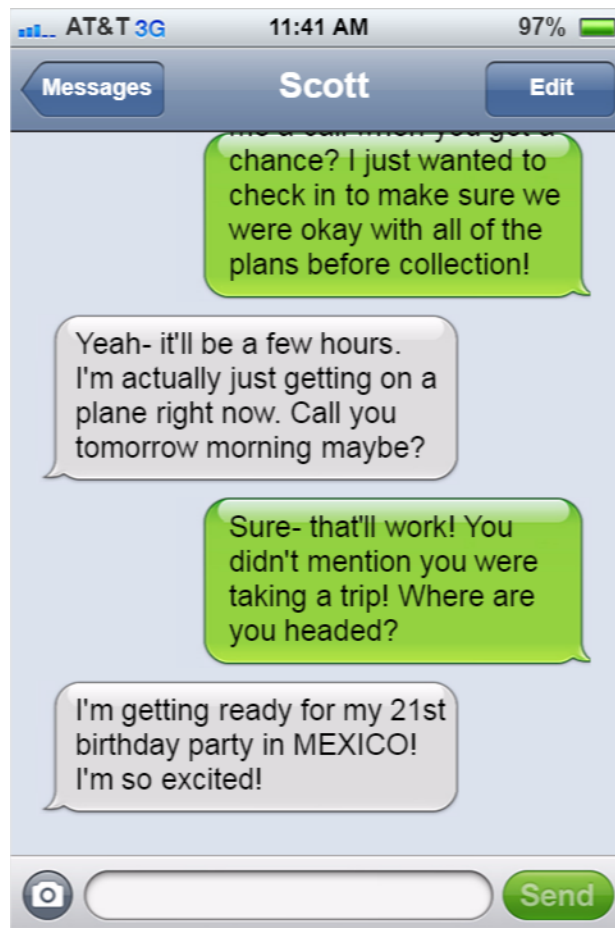 AT&T 3G 11:41 AM 97%
Messages Scott Edit
chance? I just wanted to
check in to make sure we
were okay with all of the
plans before collection!
Yeah- it'll be a few hours.
I'm actually just getting on a
plane right now. Call you
tomorrow morning maybe?
Sure- that'll work! You
didn't mention you were
taking a trip! Where are
you headed?
I'm getting ready for my 21st
birthday party in MEXICO!
I'm so excited!
Send